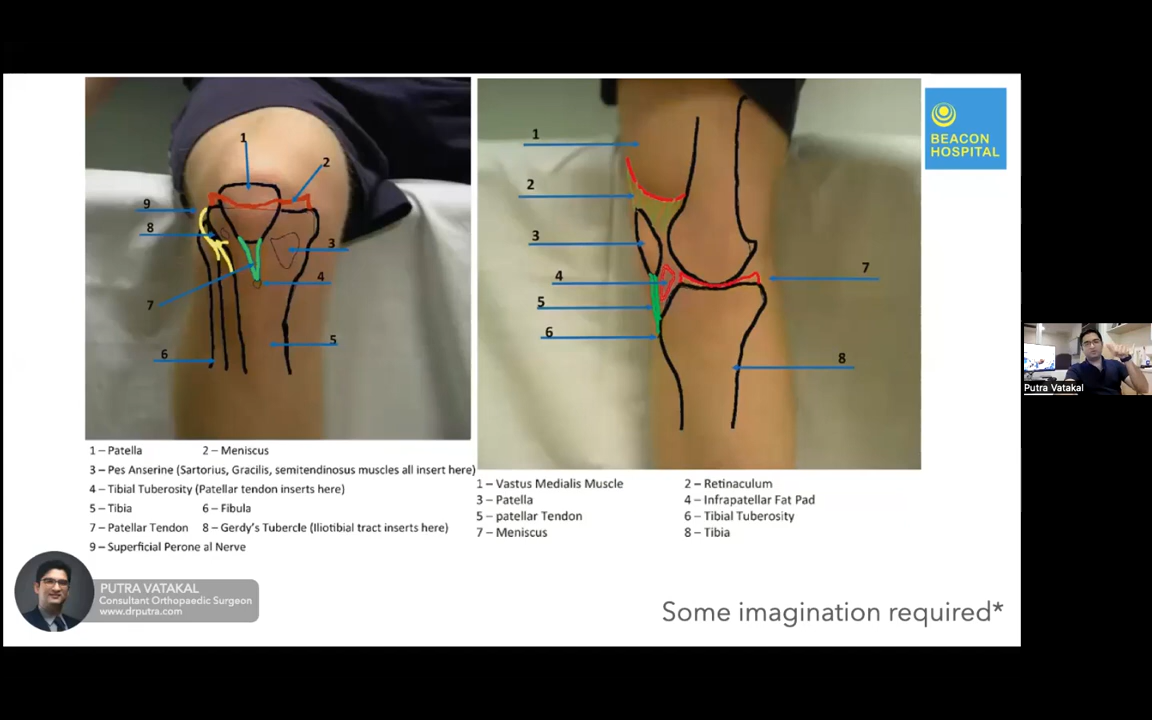 1
2
9
8
3
4
7
5
6
1 – Patella 2 – Meniscus
3 – Pes Anserine (Sartorius, Gracilis, semitendinosus muscles all insert here)
4 – Tibial Tuberosity (Patellar tendon inserts here)
5 – Tibia 6 – Fibula
7 – Patellar Tendon 8 – Gerdy's Tubercle (Iliotibial tract inserts here)
9 – Superficial Perone al Nerve
1
2
3
4
5
6
7
8
1 – Vastus Medialis Muscle 2 – Retinaculum
3 – Patella 4 – Infrapatellar Fat Pad
5 – patellar Tendon 6 – Tibial Tuberosity
7 – Meniscus 8 – Tibia
BEACON
HOSPITAL
Putra Vatakal
PUTRA VATAKAL
Consultant Orthopaedic Surgeon
www.drputra.com
Some imagination required*